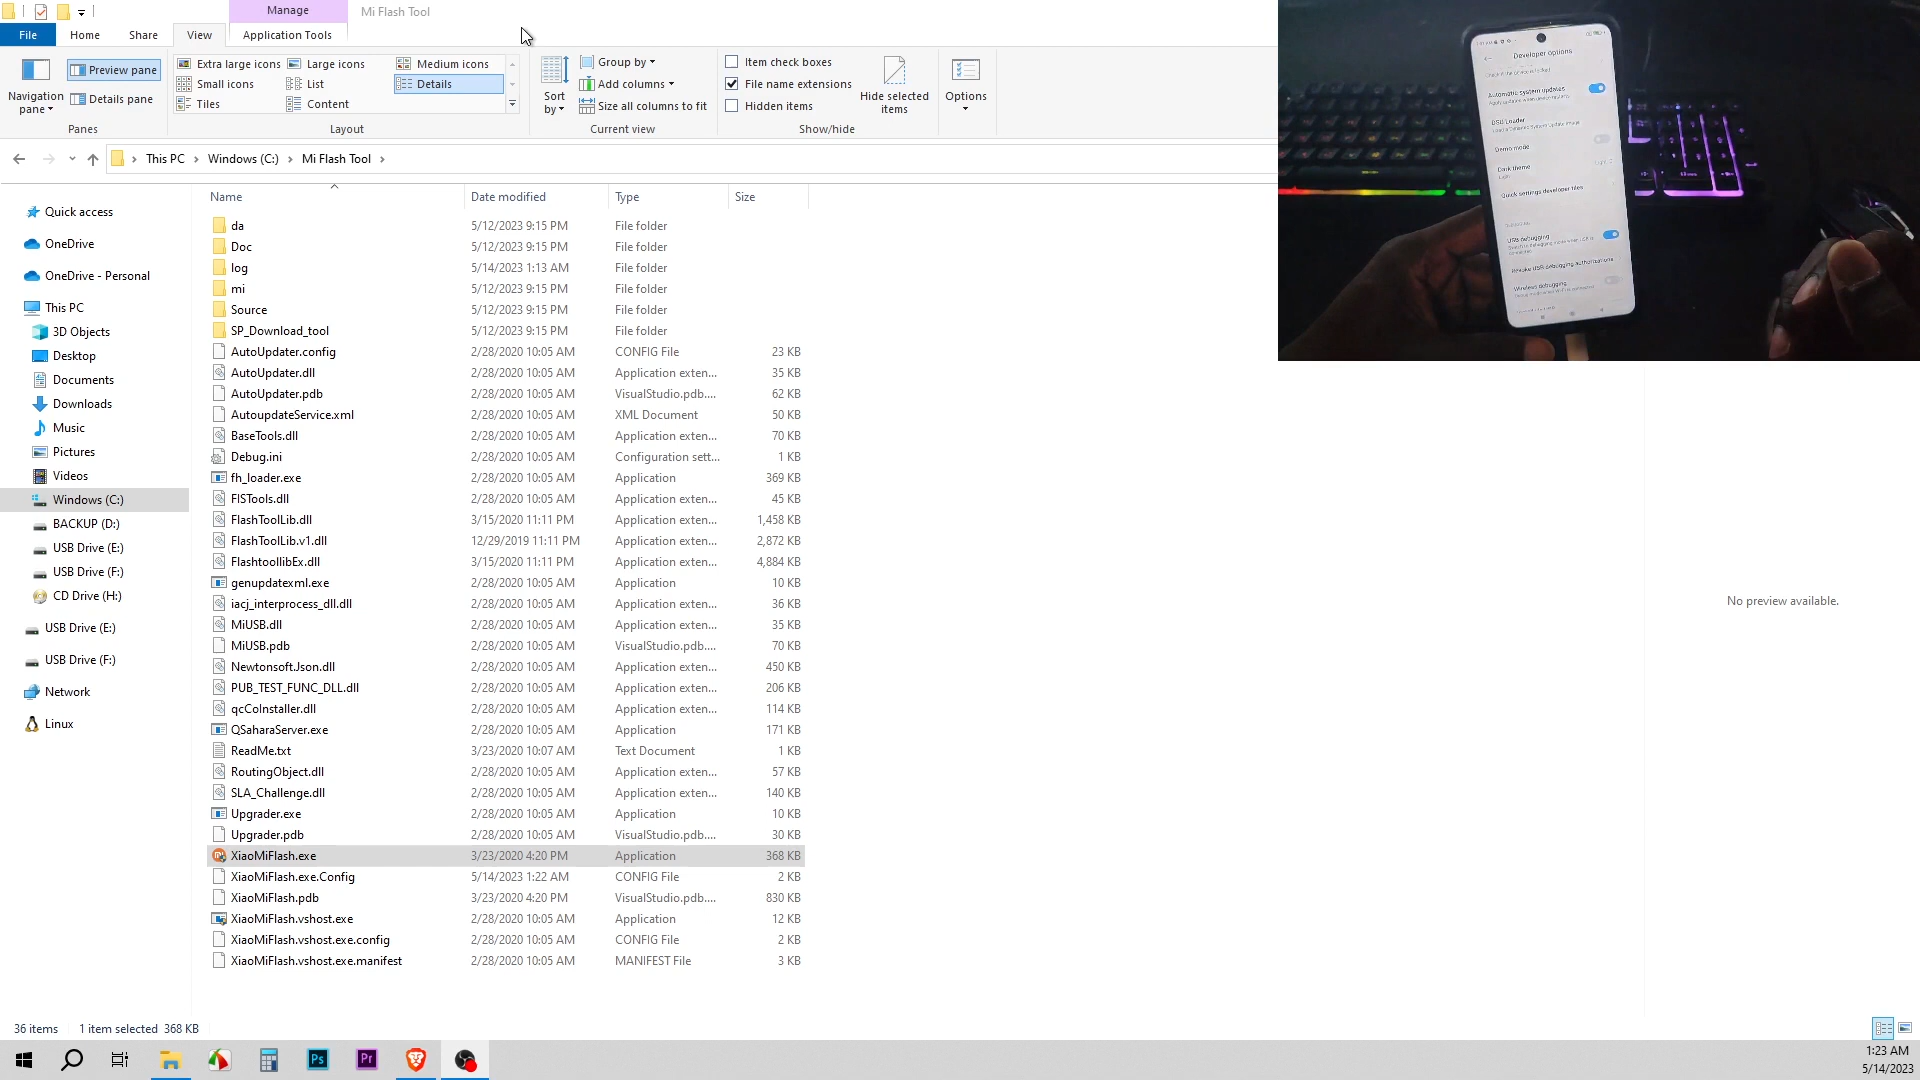 Manage
Mi Flash Tool
File
Home
Share
View
Application Tools
Navigation
pane
Preview pane
Details pane
Panes
Extra large icons
Large icons
Medium icons
Small icons
List
Details
Tiles
Content
Layout
Sort
by
Group by
Add columns
Size all columns to fit
Current view
Item check boxes
File name extensions
Hidden items
Hide selected
items
Show/hide
Options
This PC
Windows (C:)
Mi Flash Tool
Name
Date modified
Type
Size
Quick access
OneDrive
OneDrive - Personal
This PC
3D Objects
Desktop
Documents
Downloads
Music
Pictures
Videos
Windows (C:)
BACKUP (D:)
USB Drive (E:)
USB Drive (F:)
CD Drive (H:)
USB Drive (E:)
USB Drive (F:)
Network
Linux
da 5/12/2023 9:15 PM File folder
Doc 5/12/2023 9:15 PM File folder
log 5/14/2023 1:13 AM File folder
mi 5/12/2023 9:15 PM File folder
Source 5/12/2023 9:15 PM File folder
SP_Download_tool 5/12/2023 9:15 PM File folder
AutoUpdater.config 2/28/2020 10:05 AM CONFIG File 23 KB
AutoUpdater.dll 2/28/2020 10:05 AM Application exten... 35 KB
AutoUpdater.pdb 2/28/2020 10:05 AM VisualStudio.pdb.... 62 KB
AutoupdateService.xml 2/28/2020 10:05 AM XML Document 50 KB
BaseTools.dll 2/28/2020 10:05 AM Application exten... 70 KB
Debug.ini 2/28/2020 10:05 AM Configuration sett... 1 KB
fh_loader.exe 2/28/2020 10:05 AM Application 369 KB
FISTools.dll 2/28/2020 10:05 AM Application exten... 45 KB
FlashToolLib.dll 3/15/2020 11:11 PM Application exten... 1,458 KB
FlashToolLib.v1.dll 12/29/2019 11:11 PM Application exten... 2,872 KB
FlashtoollibEx.dll 3/15/2020 11:11 PM Application exten... 4,884 KB
genupdatexml.exe 2/28/2020 10:05 AM Application 10 KB
iacj_interprocess_dll.dll 2/28/2020 10:05 AM Application exten... 36 KB
MiUSB.dll 2/28/2020 10:05 AM Application exten... 35 KB
MiUSB.pdb 2/28/2020 10:05 AM VisualStudio.pdb.... 70 KB
Newtonsoft.Json.dll 2/28/2020 10:05 AM Application exten... 450 KB
PUB_TEST_FUNC_DLL.dll 2/28/2020 10:05 AM Application exten... 206 KB
qcCoInstaller.dll 2/28/2020 10:05 AM Application exten... 114 KB
QSaharaServer.exe 2/28/2020 10:05 AM Application 171 KB
ReadMe.txt 3/23/2020 10:07 AM Text Document 1 KB
RoutingObject.dll 2/28/2020 10:05 AM Application exten... 57 KB
SLA_Challenge.dll 2/28/2020 10:05 AM Application exten... 140 KB
Upgrader.exe 2/28/2020 10:05 AM Application 10 KB
Upgrader.pdb 2/28/2020 10:05 AM VisualStudio.pdb.... 30 KB
XiaoMiFlash.exe 3/23/2020 4:20 PM Application 368 KB
XiaoMiFlash.exe.Config 5/14/2023 1:22 AM CONFIG File 2 KB
XiaoMiFlash.pdb 3/23/2020 4:20 PM VisualStudio.pdb.... 830 KB
XiaoMiFlash.vshost.exe 2/28/2020 10:05 AM Application 12 KB
XiaoMiFlash.vshost.exe.config 2/28/2020 10:05 AM CONFIG File 2 KB
XiaoMiFlash.vshost.exe.manifest 2/28/2020 10:05 AM MANIFEST File 3 KB
No preview available.
36 items
1 item selected 368 KB
Ps
Pr
1:23 AM
5/14/2023
Developer options
Automatic system updates
DSU Loader
Demo mode
Dark theme
Light
Quick settings developer tiles
USB debugging
Revoke USB debugging authorizations
Wireless debugging